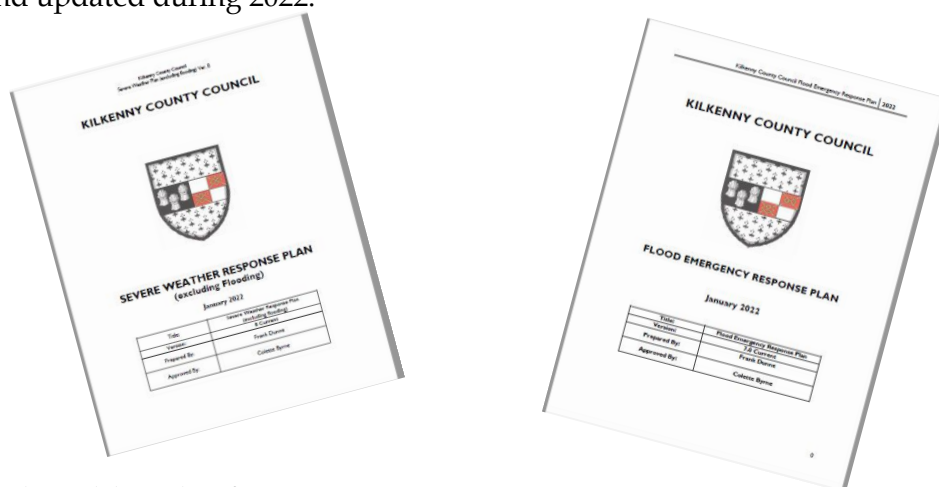 nd updated during 2022.
Kilkenny County Council
Severe Weather Plan (excluding flooding) Ver. 8
KILKENNY COUNTY COUNCIL
SEVERE WEATHER RESPONSE PLAN
(excluding Flooding)
January 2022
Title: Severe Weather Response Plan
(excluding flooding)
Version: 8 Current
Prepared By: Frank Dunne
Approved By: Colette Byrne
Kilkenny County Council Flood Emergency Response Plan | 2022
KILKENNY COUNTY COUNCIL
FLOOD EMERGENCY RESPONSE PLAN
January 2022
Title: Flood Emergency Response Plan
Version: 7.0 Current
Prepared By: Frank Dunne
Approved By: Colette Byrne
0